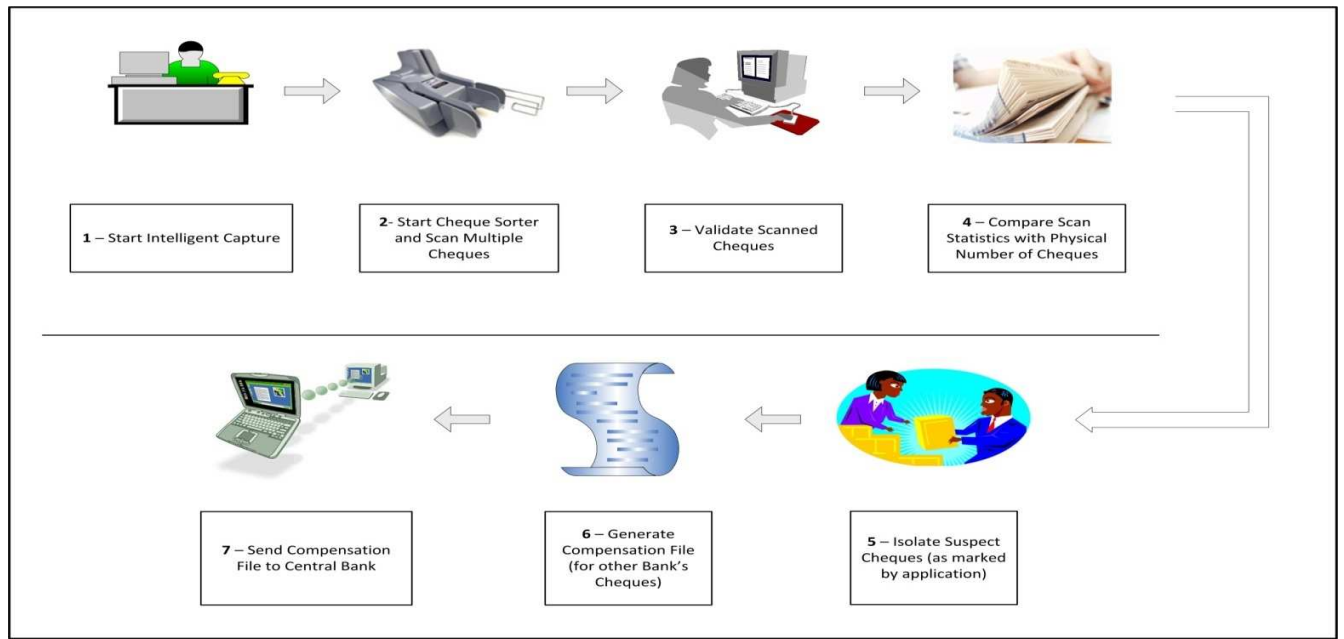 1 – Start Intelligent Capture
2- Start Cheque Sorter
and Scan Multiple
Cheques
3 – Validate Scanned
Cheques
4 – Compare Scan
Statistics with Physical
Number of Cheques
7 – Send Compensation
File to Central Bank
6 – Generate
Compensation File
(for other Bank’s
Cheques)
5 – Isolate Suspect
Cheques (as marked
by application)